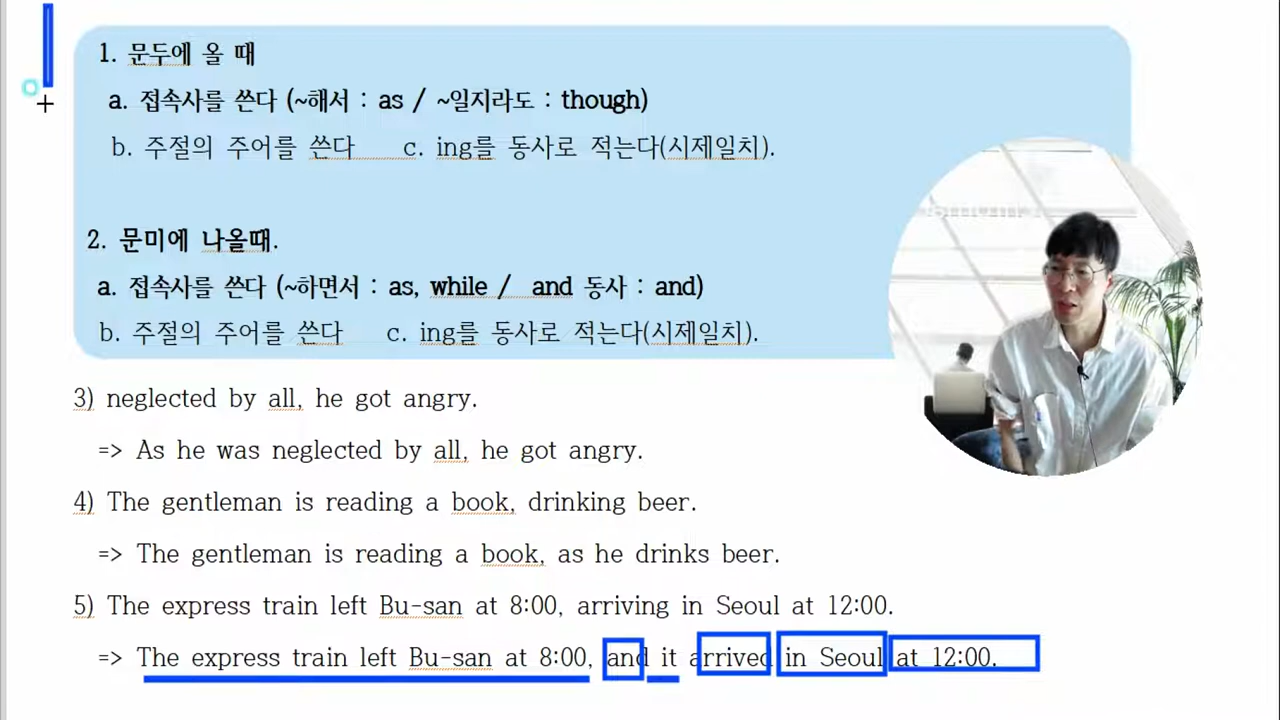 1. 문두에 올 때
a. 접속사를 쓴다 (~해서 : as / ~일지라도 : though)
b. 주절의 주어를 쓴다 c. ing를 동사로 적는다(시제일치).
2. 문미에 나올때.
a. 접속사를 쓴다 (~하면서 : as, while / and 동사 : and)
b. 주절의 주어를 쓴다 c. ing를 동사로 적는다(시제일치).
3) neglected by all, he got angry.
=> As he was neglected by all, he got angry.
4) The gentleman is reading a book, drinking beer.
=> The gentleman is reading a book, as he drinks beer.
5) The express train left Bu-san at 8:00, arriving in Seoul at 12:00.
=> The express train left Bu-san at 8:00, and it arrived in Seoul at 12:00.